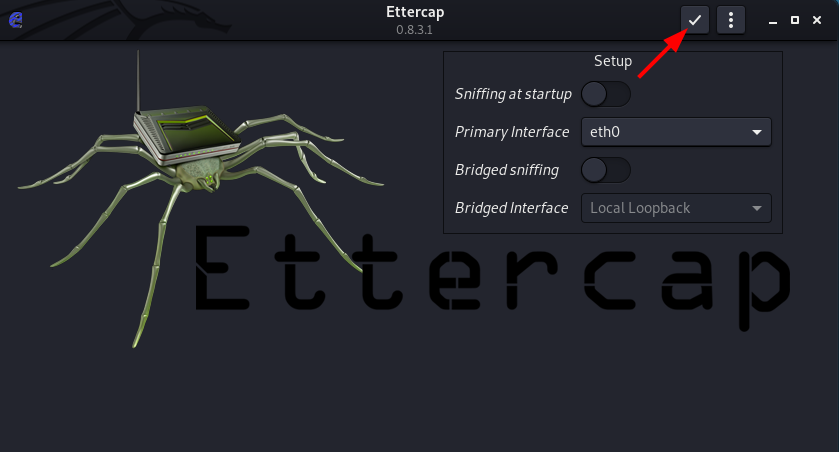 Ettercap
0.8.3.1
Setup
Sniffing at startup
Primary Interface eth0
Bridged sniffing
Bridged Interface Local Loopback
Ettercap